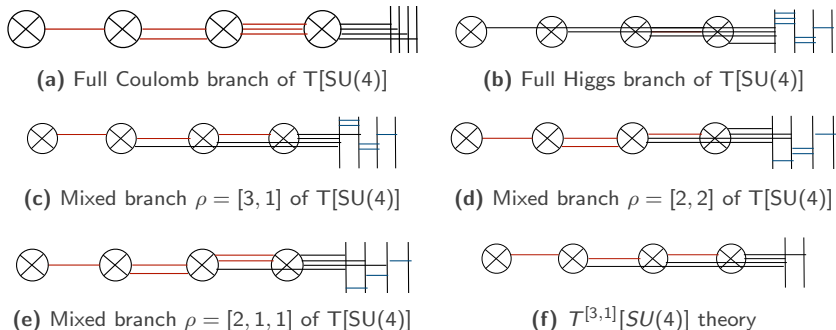 (a) Full Coulomb branch of T[SU(4)]
(b) Full Higgs branch of T[SU(4)]
(c) Mixed branch ρ = [3, 1] of T[SU(4)]
(d) Mixed branch ρ = [2, 2] of T[SU(4)]
(e) Mixed branch ρ = [2, 1, 1] of T[SU(4)]
(f) T^{[3,1]}[SU(4)] theory